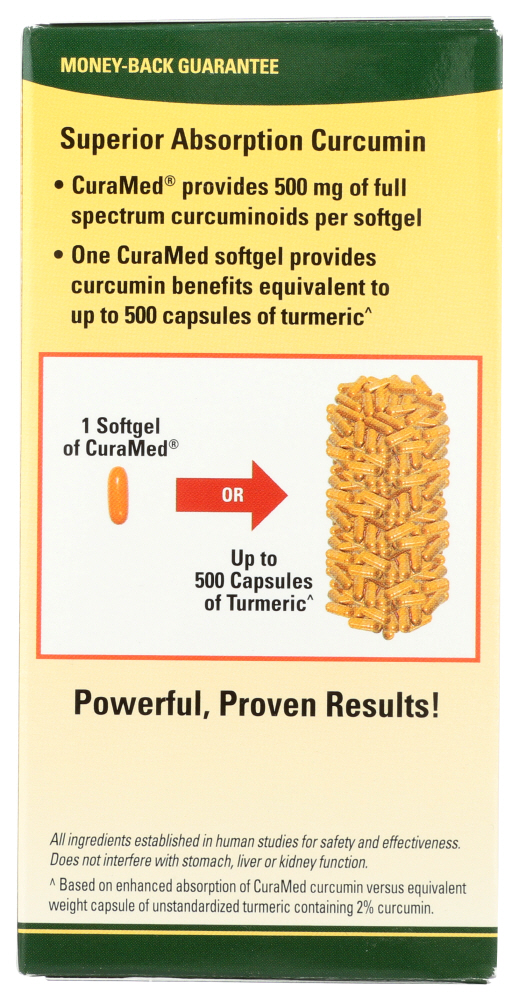 MONEY-BACK GUARANTEE
Superior Absorption Curcumin
• CuraMed® provides 500 mg of full
spectrum curcuminoids per softgel
• One CuraMed softgel provides
curcumin benefits equivalent to
up to 500 capsules of turmeric^
1 Softgel
of CuraMed®
OR
Up to
500 Capsules
of Turmeric^
Powerful, Proven Results!
All ingredients established in human studies for safety and effectiveness.
Does not interfere with stomach, liver or kidney function.
^ Based on enhanced absorption of CuraMed curcumin versus equivalent
weight capsule of unstandardized turmeric containing 2% curcumin.